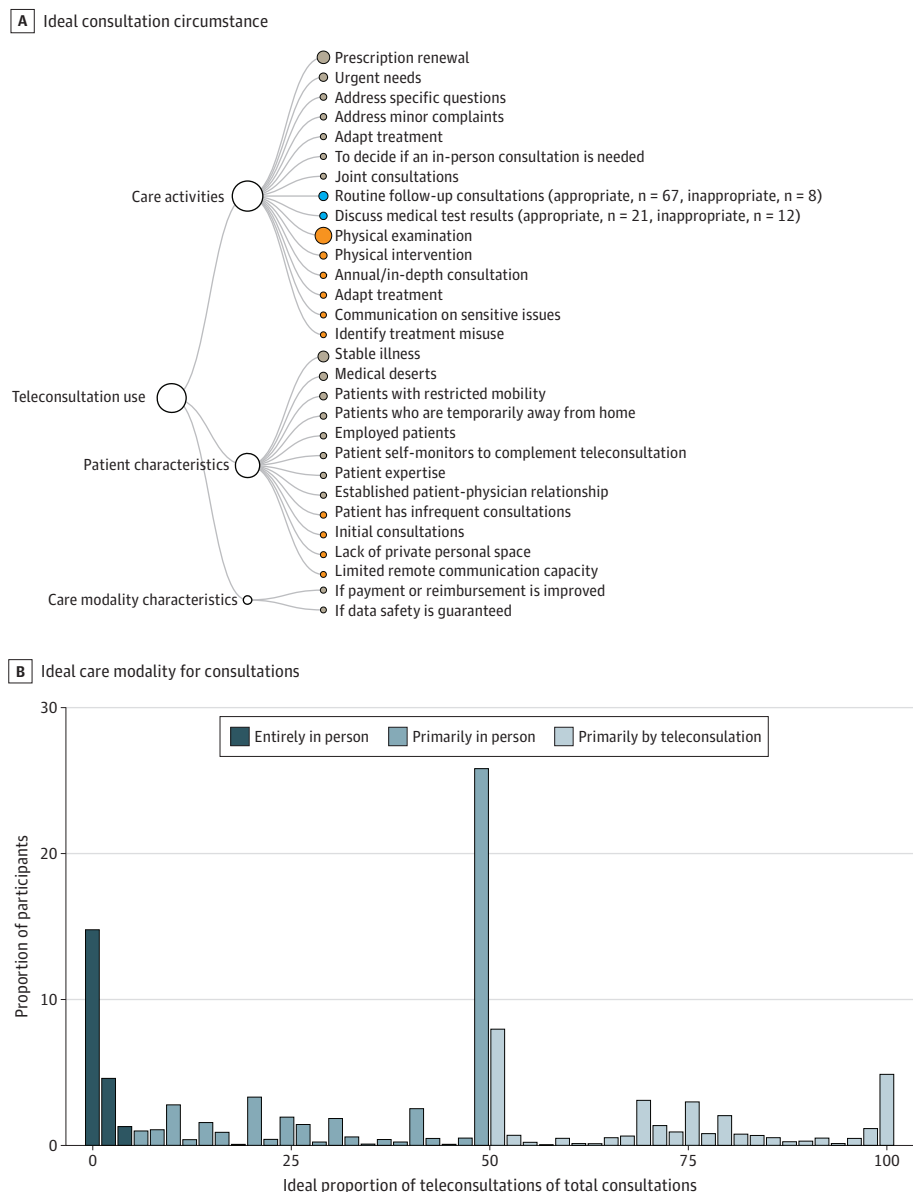 A Ideal consultation circumstance
Prescription renewal
Urgent needs
Address specific questions
Address minor complaints
Adapt treatment
To decide if an in-person consultation is needed
Joint consultations
Care activities
Routine follow-up consultations (appropriate, n = 67, inappropriate, n = 8)
Discuss medical test results (appropriate, n = 21, inappropriate, n = 12)
Physical examination
Physical intervention
Annual/in-depth consultation
Adapt treatment
Communication on sensitive issues
Identify treatment misuse
Stable illness
Medical deserts
Teleconsultation use
Patients with restricted mobility
Patients who are temporarily away from home
Employed patients
Patient self-monitors to complement teleconsultation
Patient characteristics
Patient expertise
Established patient-physician relationship
Patient has infrequent consultations
Initial consultations
Lack of private personal space
Limited remote communication capacity
Care modality characteristics
If payment or reimbursement is improved
If data safety is guaranteed
B Ideal care modality for consultations
30
Entirely in person
Primarily in person
Primarily by teleconsulation
20
Proportion of participants
10
0
0 25 50 75 100
Ideal proportion of teleconsultations of total consultations